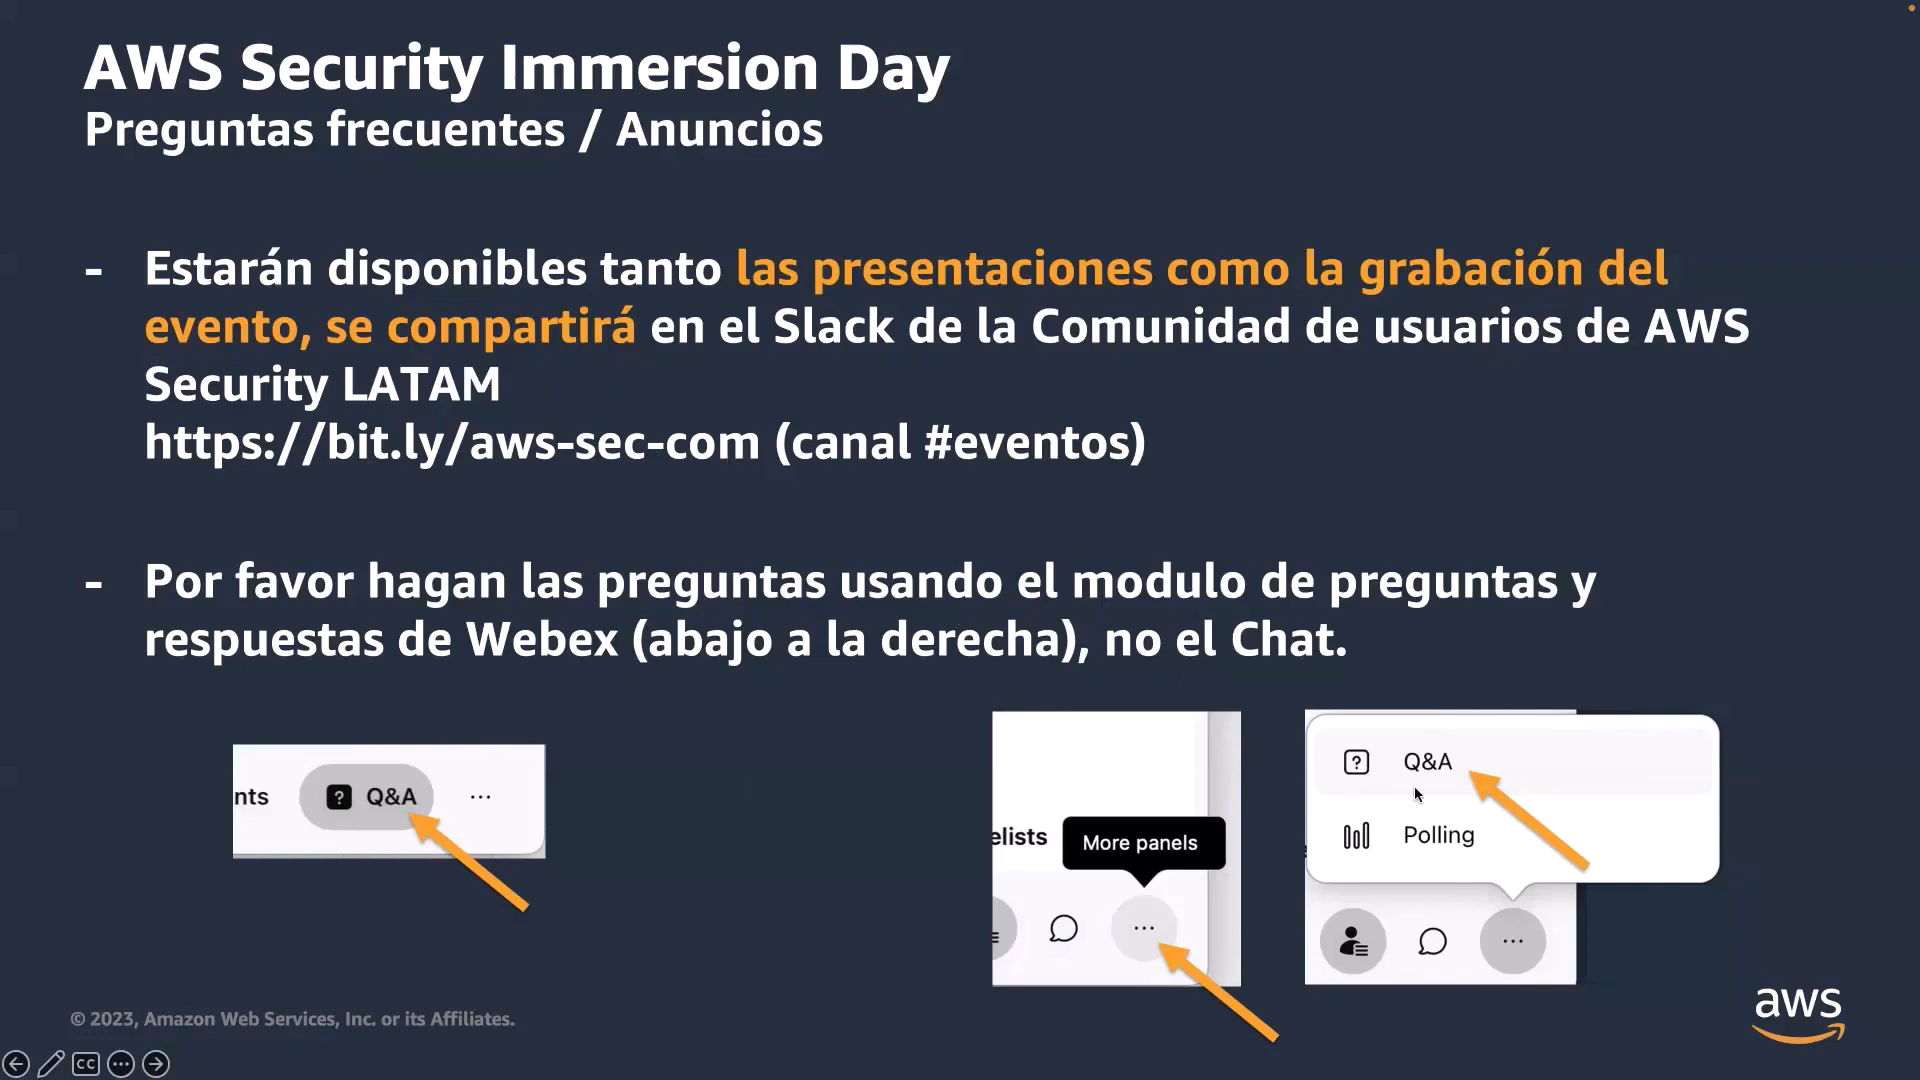 AWS Security Immersion Day
Preguntas frecuentes / Anuncios
- Estarán disponibles tanto las presentaciones como la grabación del
evento, se compartirá en el Slack de la Comunidad de usuarios de AWS
Security LATAM
https://bit.ly/aws-sec-com (canal #eventos)
- Por favor hagan las preguntas usando el modulo de preguntas y
respuestas de Webex (abajo a la derecha), no el Chat.
nts Q&A ...
elists More panels
...
Q&A
Polling
...
© 2023, Amazon Web Services, Inc. or its Affiliates.
aws
CC